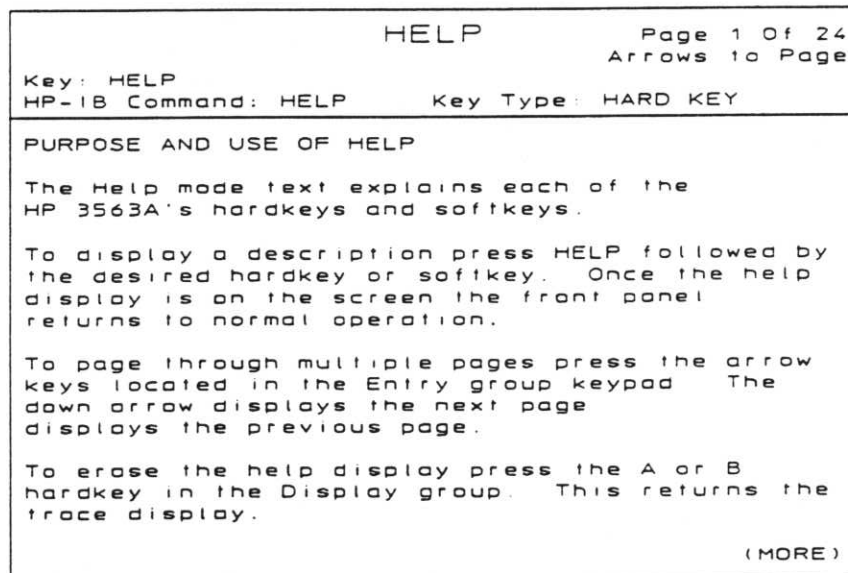 HELP Page 1 Of 24
Arrows to Page
Key: HELP
HP-IB Command: HELP Key Type: HARD KEY
PURPOSE AND USE OF HELP
The Help mode text explains each of the
HP 3563A's hardkeys and softkeys.
To display a description press HELP followed by
the desired hardkey or softkey. Once the help
display is on the screen the front panel
returns to normal operation.
To page through multiple pages press the arrow
keys located in the Entry group keypad The
down arrow displays the next page
displays the previous page.
To erase the help display press the A or B
hardkey in the Display group. This returns the
trace display.
(MORE)